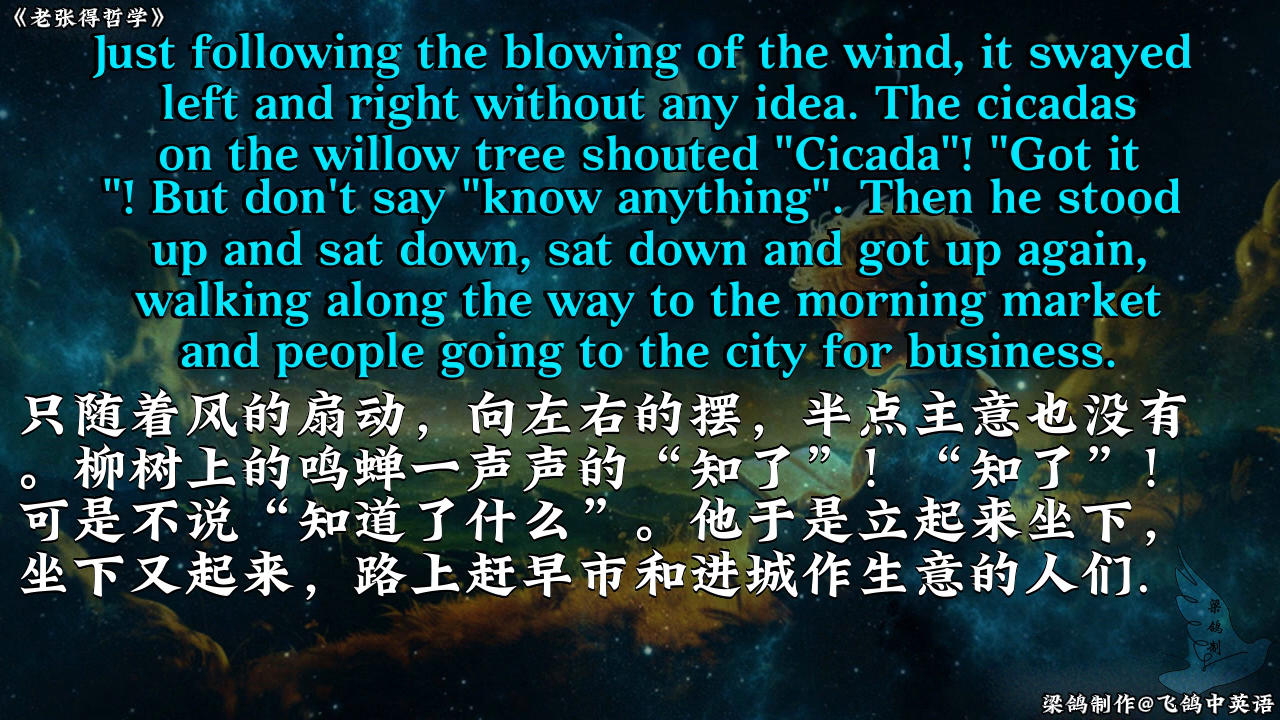 《老张得哲学》
Just following the blowing of the wind, it swayed
left and right without any idea. The cicadas
on the willow tree shouted "Cicada"! "Got it
"! But don't say "know anything". Then he stood
up and sat down, sat down and got up again,
walking along the way to the morning market
and people going to the city for business.
只随着风的扇动，向左右的摆，半点主意也没有
。柳树上的鸣蝉一声声的“知了”！“知了”！
可是不说“知道了什么”。他于是立起来坐下，
坐下又起来，路上赶早市和进城作生意的人们.
梁鸽制
梁鸽制作@飞鸽中英语